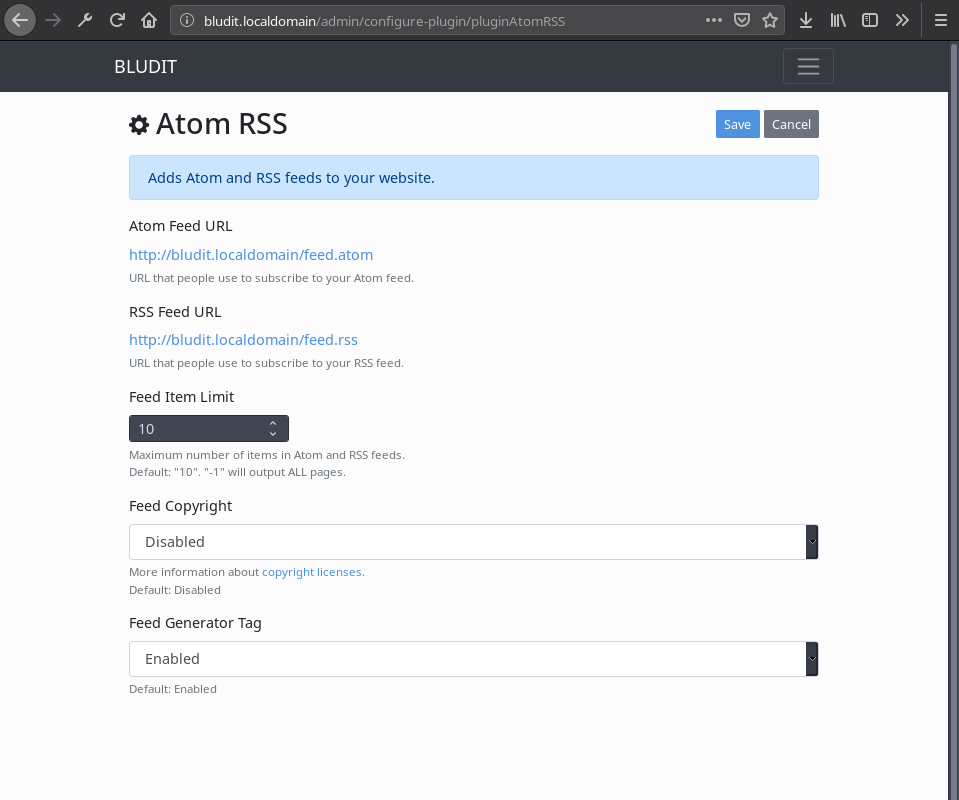 bludit.localdomain/admin/configure-plugin/pluginAtomRSS
BLUDIT
Atom RSS
Save
Cancel
Adds Atom and RSS feeds to your website.
Atom Feed URL
http://bludit.localdomain/feed.atom
URL that people use to subscribe to your Atom feed.
RSS Feed URL
http://bludit.localdomain/feed.rss
URL that people use to subscribe to your RSS feed.
Feed Item Limit
10
Maximum number of items in Atom and RSS feeds.
Default: "10". "-1" will output ALL pages.
Feed Copyright
Disabled
More information about copyright licenses.
Default: Disabled
Feed Generator Tag
Enabled
Default: Enabled